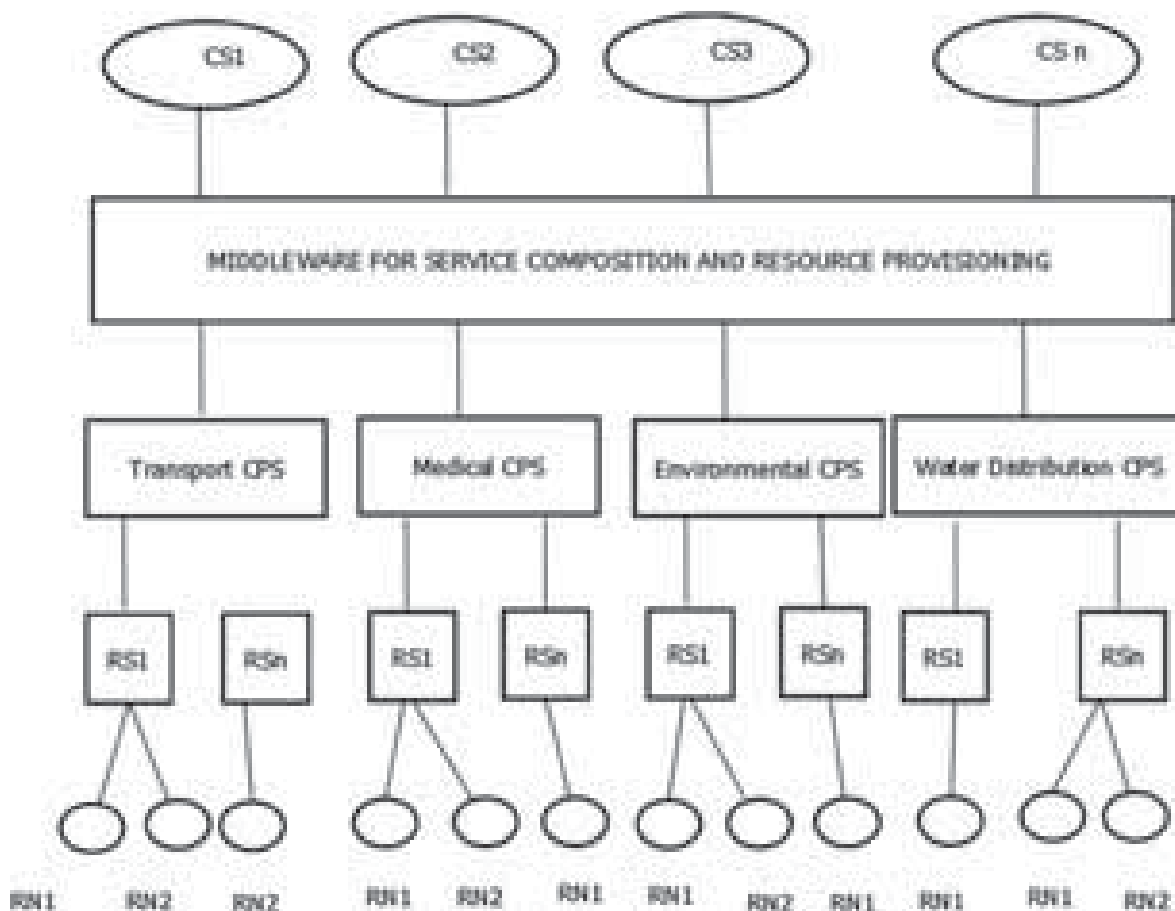 CS1 CS2 CS3 CS n
MIDDLEWARE FOR SERVICE COMPOSITION AND RESOURCE PROVISIONING
Transport CPS Medical CPS Environmental CPS Water Distribution CPS
RS1 RSn RS1 RSn RS1 RSn RS1 RSn
RN1 RN2 RN2 RN1 RN2 RN1 RN1 RN2 RN1 RN1 RN1 RN2